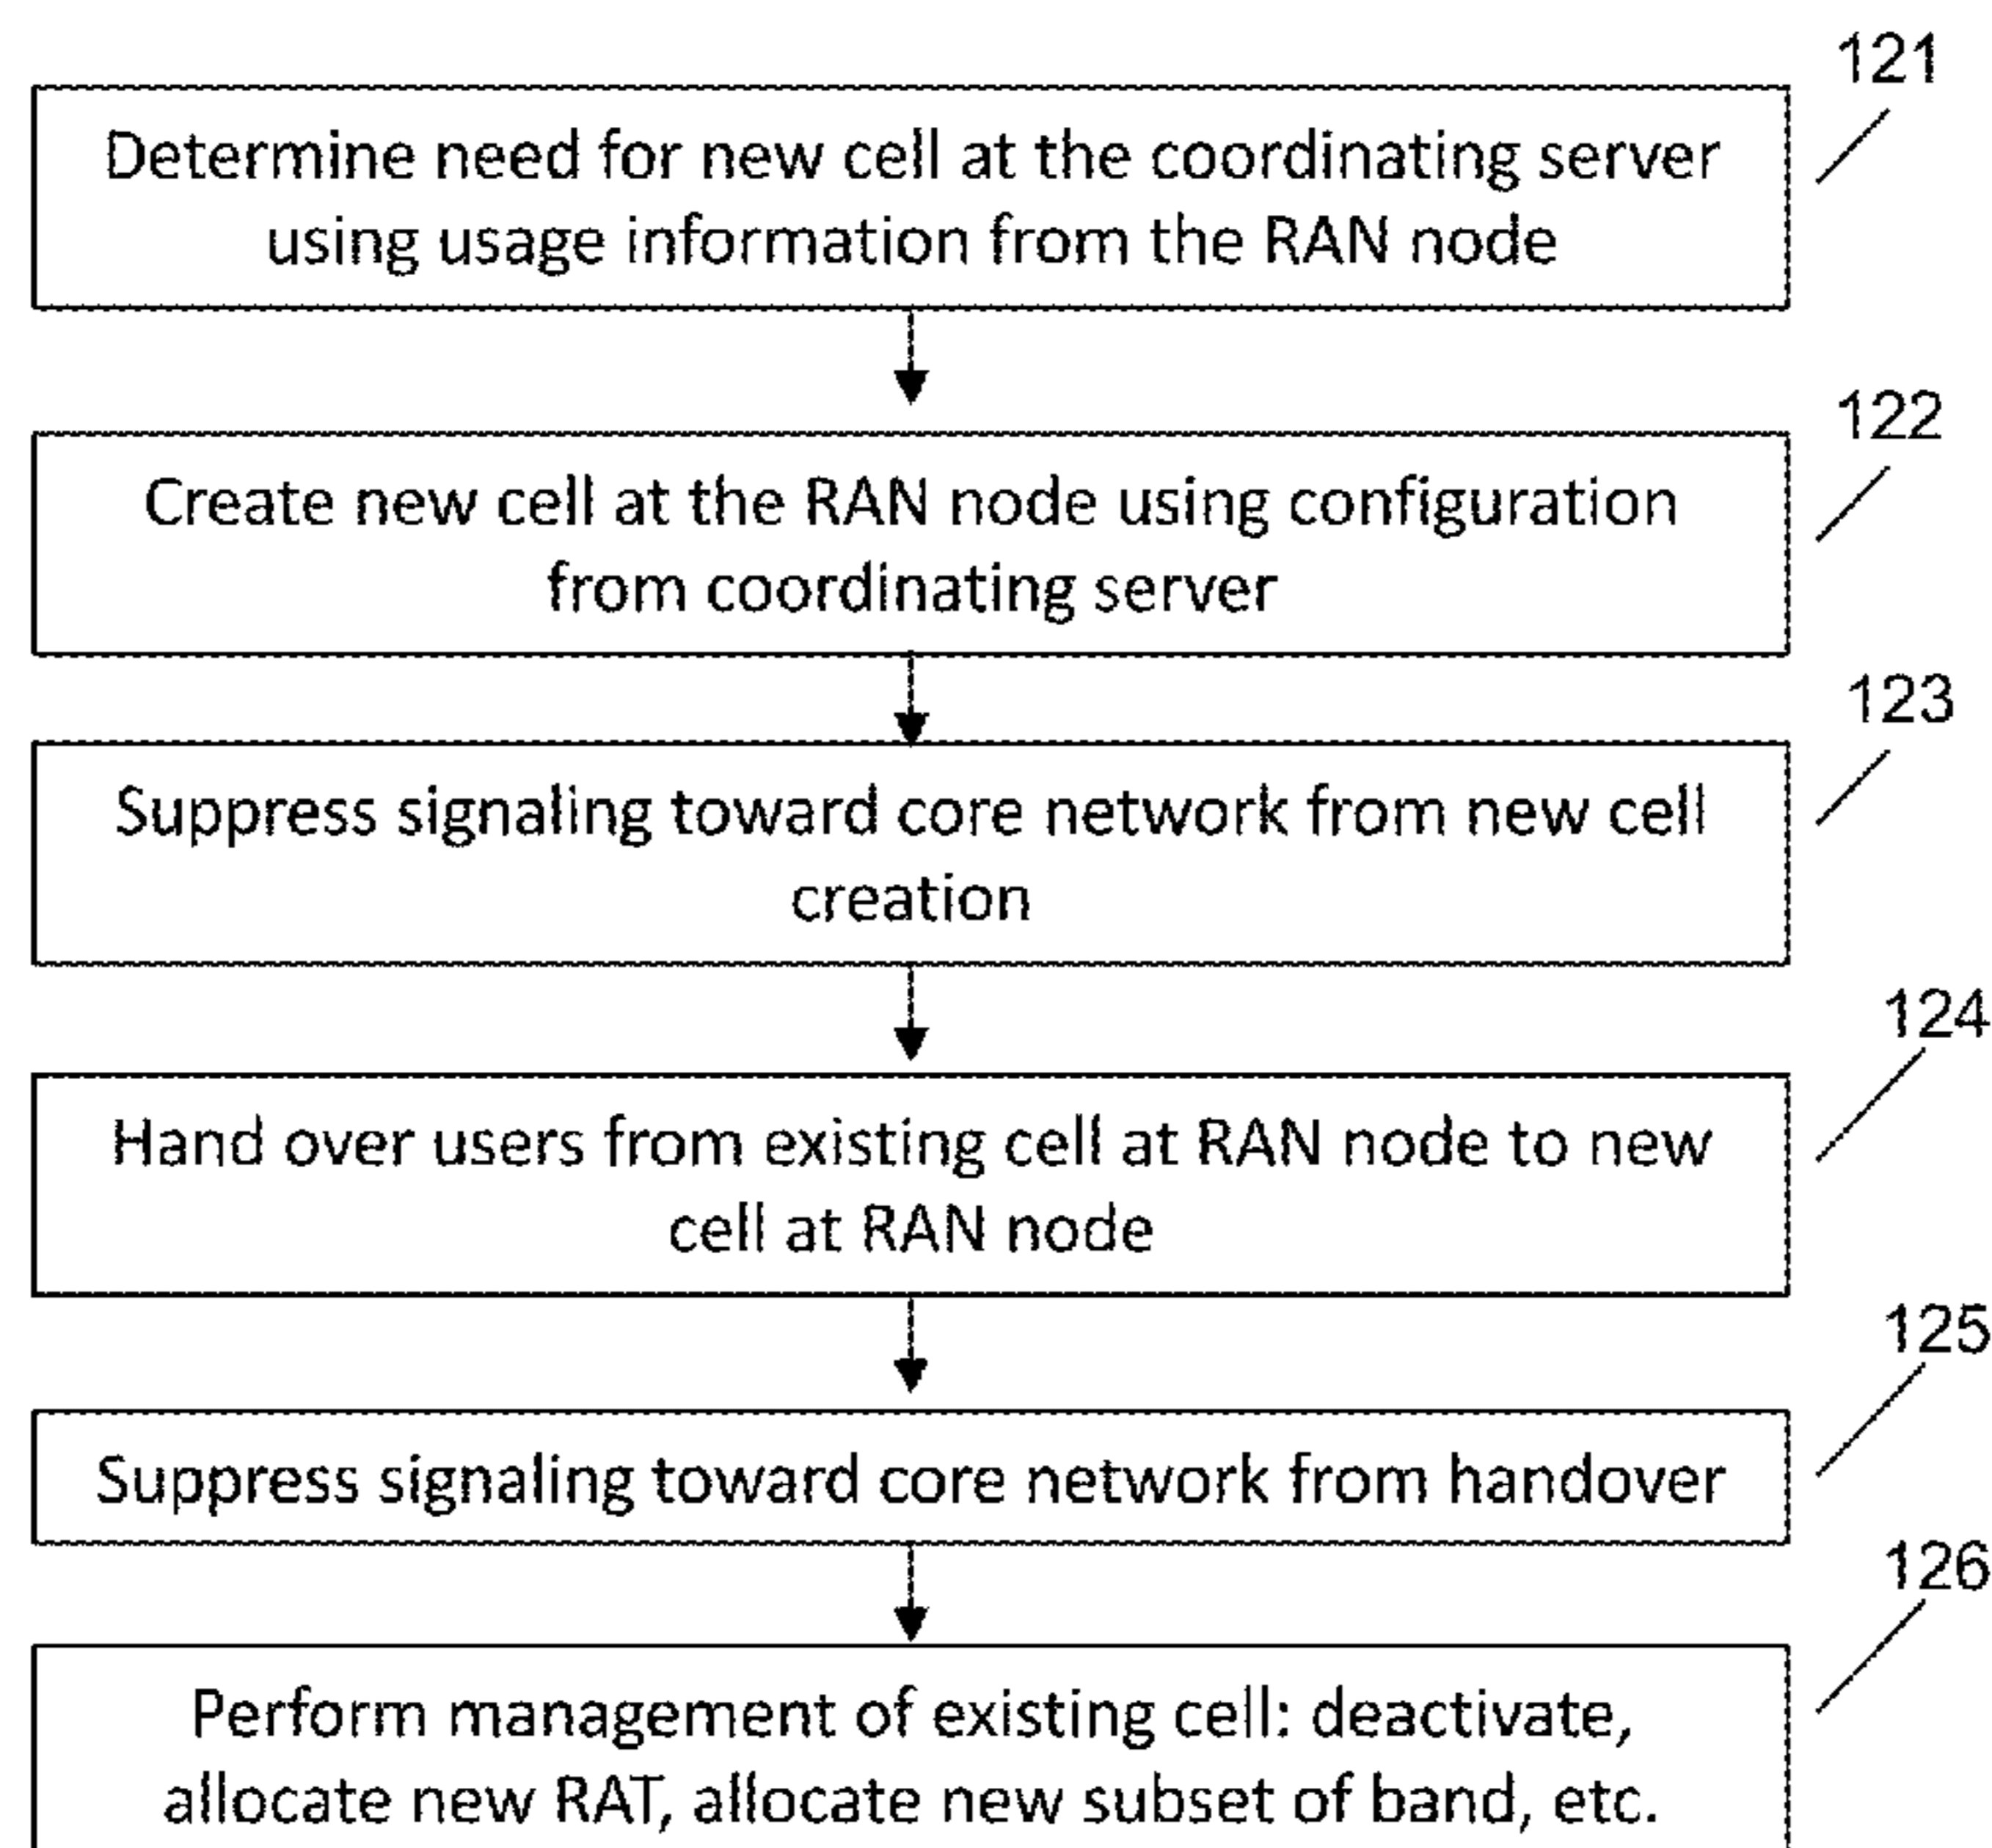 121
Determine need for new cell at the coordinating server
using usage information from the RAN node
122
Create new cell at the RAN node using configuration
from coordinating server
123
Suppress signaling toward core network from new cell
creation
124
Hand over users from existing cell at RAN node to new
cell at RAN node
125
Suppress signaling toward core network from handover
126
Perform management of existing cell: deactivate,
allocate new RAT, allocate new subset of band, etc.